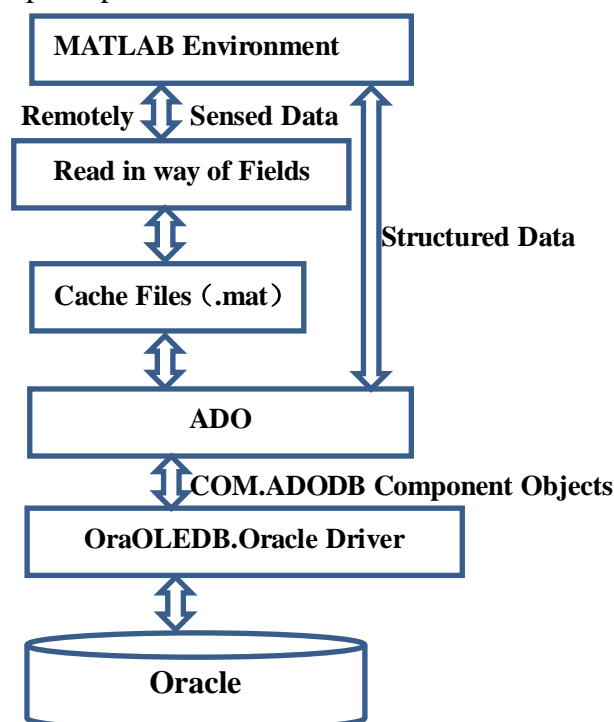 MATLAB Environment
Remotely Sensed Data
Read in way of Fields
Structured Data
Cache Files（.mat）
ADO
COM.ADODB Component Objects
OraOLEDB.Oracle Driver
Oracle